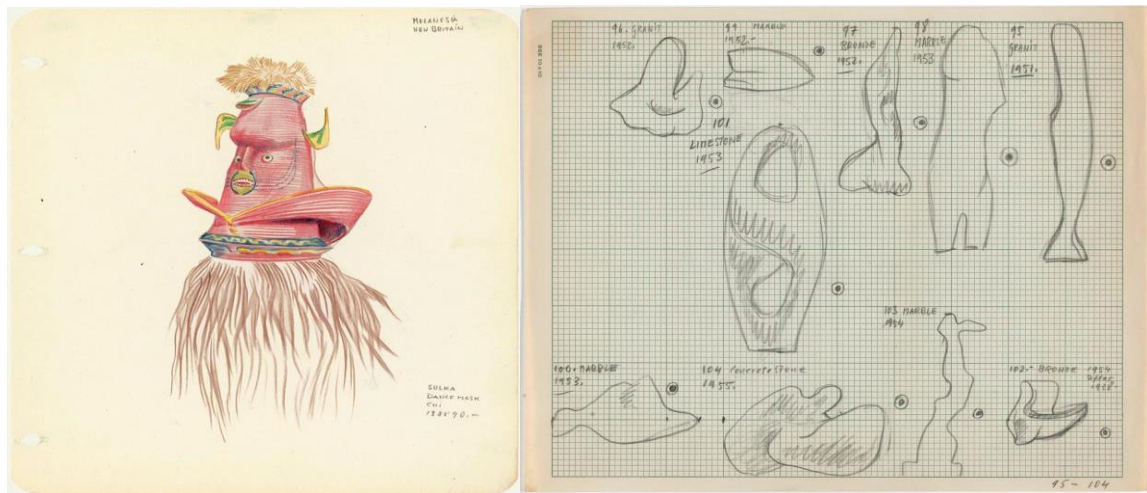 MELANESIA
NEW BRITAIN
SULKA
DANCE MASK
CHI
96. GRANIT
1952.
99 MARBLE
1952.-
97
BRONZE
1952.
98
MARBLE
1953
95
GRANIT
1951.
101
LIMESTONE
1953
103 MARBLE
1954
100. MARBLE
1953.
104 CONCRETE STONE
1955.
102.- BRONZE 1954
95 - 104